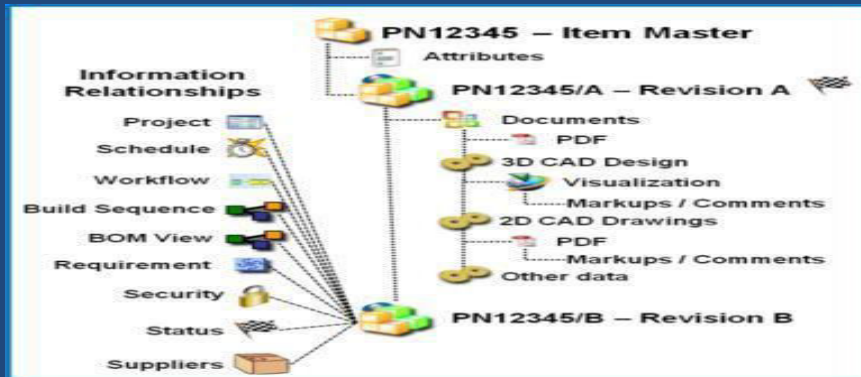 PN12345 – Item Master
Attributes
Information
Relationships
PN12345/A – Revision A
Project
Schedule
Workflow
Build Sequence
BOM View
Requirement
Security
Status
Suppliers
Documents
PDF
3D CAD Design
Visualization
Markups / Comments
2D CAD Drawings
PDF
Markups / Comments
Other data
PN12345/B – Revision B